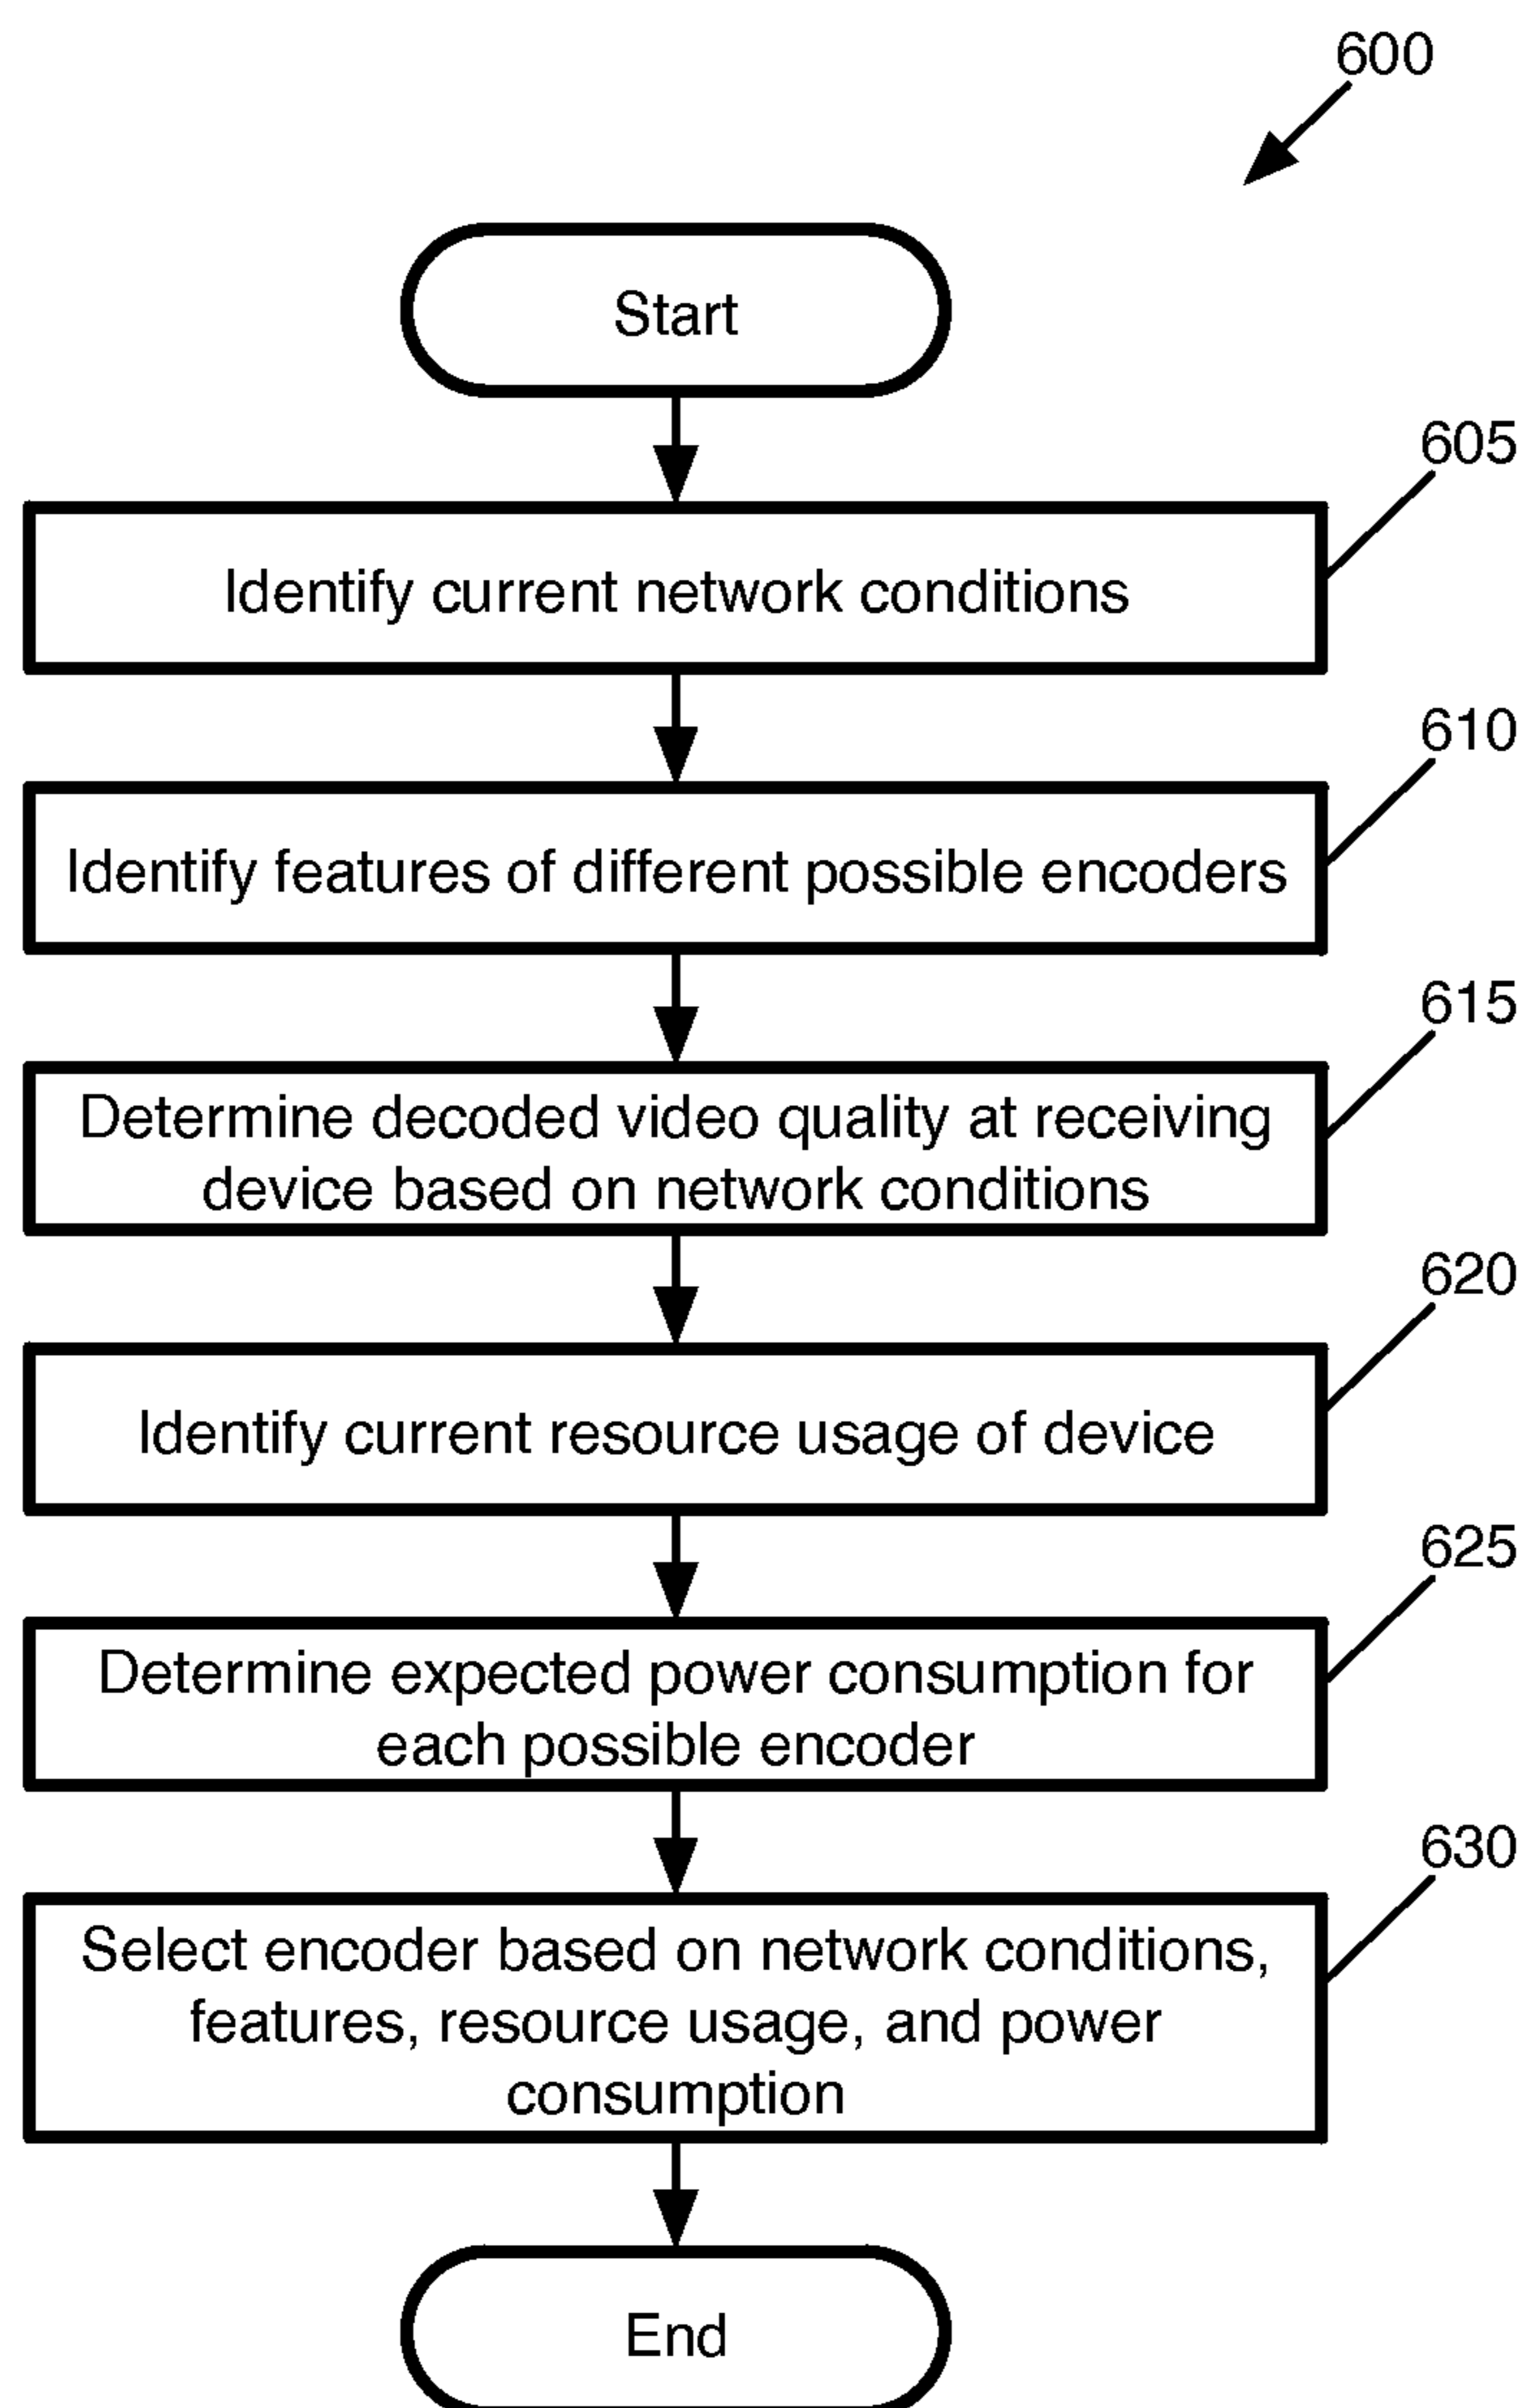 600
Start
605
Identify current network conditions
610
Identify features of different possible encoders
615
Determine decoded video quality at receiving
device based on network conditions
620
Identify current resource usage of device
625
Determine expected power consumption for
each possible encoder
630
Select encoder based on network conditions,
features, resource usage, and power
consumption
End